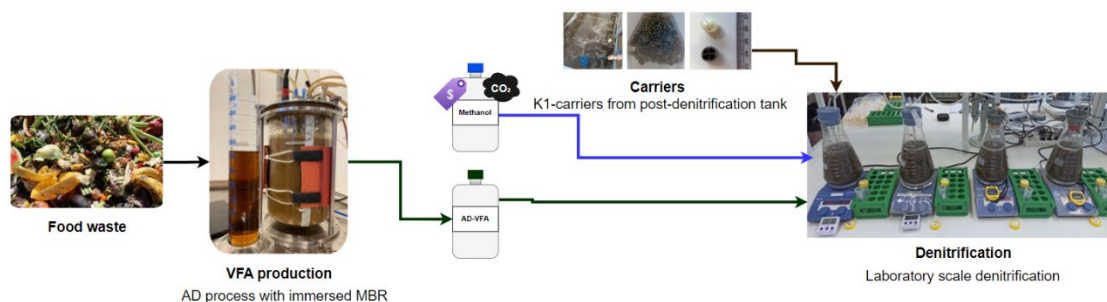 Food waste
VFA production
AD process with immersed MBR
$
CO₂
Methanol
AD-VFA
Carriers
K1-carriers from post-denitrification tank
Denitrification
Laboratory scale denitrification